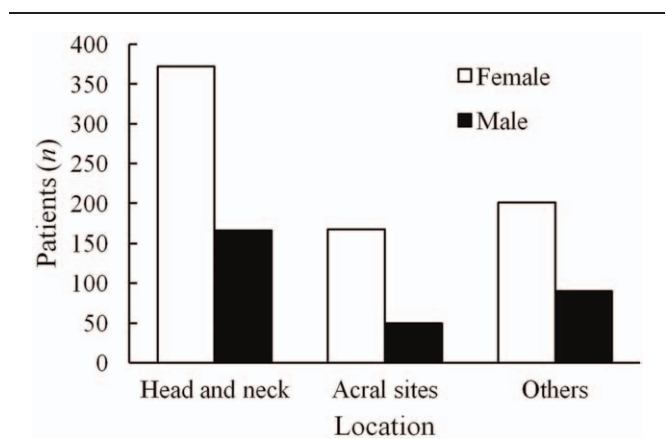 400
350
300
250
200
150
100
50
0
Patients (n)
Female
Male
Head and neck Acral sites Others
Location